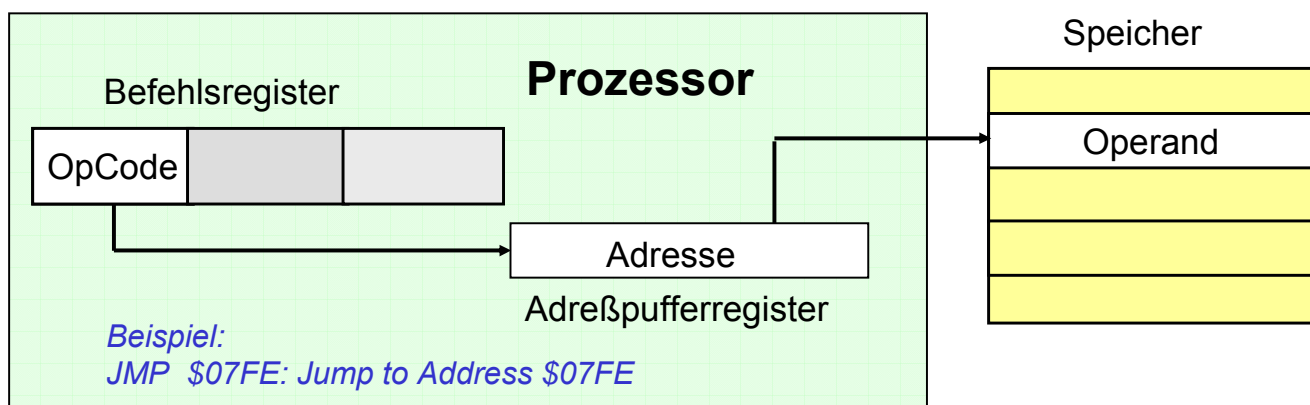 Speicher
Prozessor
Befehlsregister
OpCode
Operand
Adresse
Adreßpufferregister
Beispiel:
JMP $07FE: Jump to Address $07FE